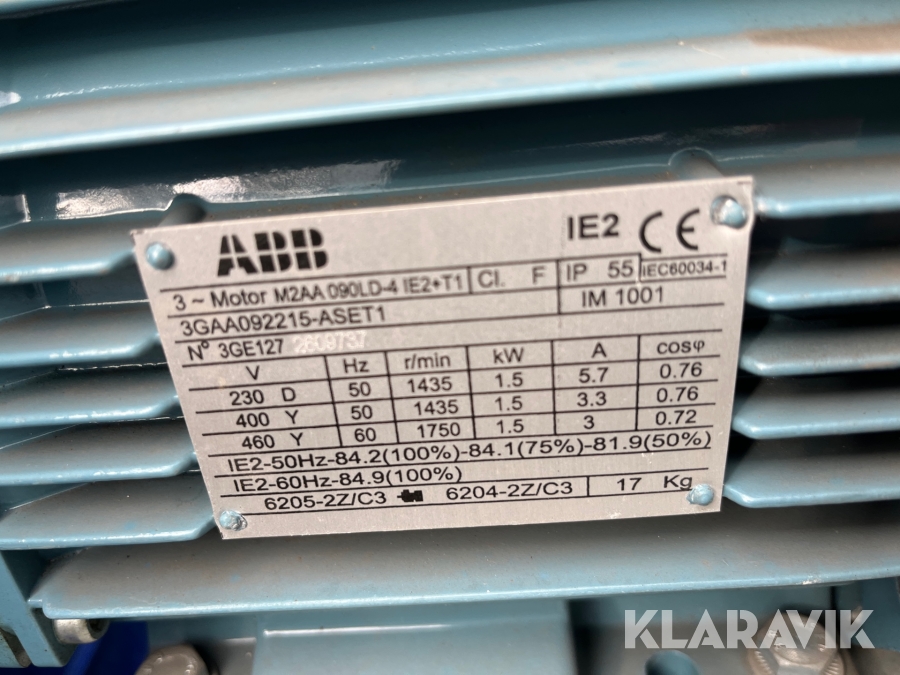 ABB IE2 CE
3 ~ Motor M2AA 090LD-4 IE2+T1 Cl. F IP 55 IEC60034-1
3GAA092215-ASET1 IM 1001
Nº 3GE127 2609737
V Hz r/min kW A cosφ
230 D 50 1435 1.5 5.7 0.76
400 Y 50 1435 1.5 3.3 0.76
460 Y 60 1750 1.5 3 0.72
IE2-50Hz-84.2(100%)-84.1(75%)-81.9(50%)
IE2-60Hz-84.9(100%)
6205-2Z/C3 6204-2Z/C3 17 Kg
KLARAVIK